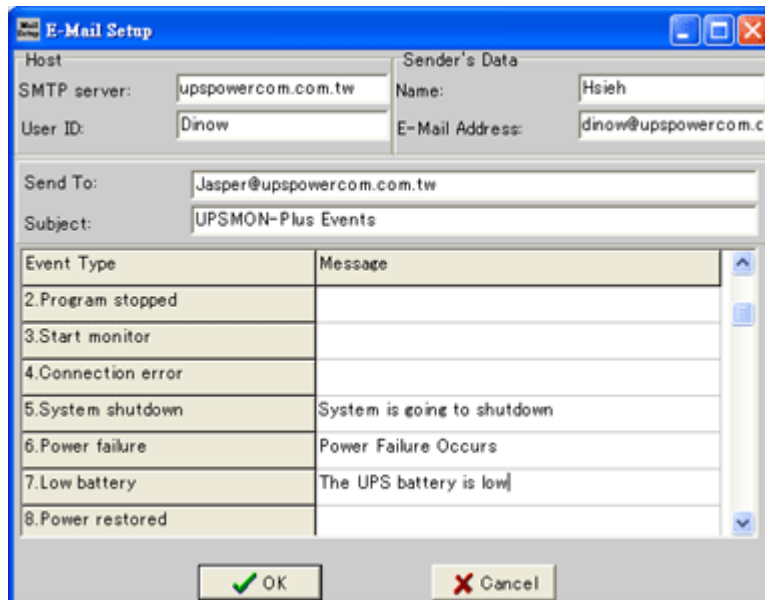 E-Mail Setup
Host
SMTP server: upspowercom.com.tw
User ID: Dinow
Sender's Data
Name: Hsieh
E-Mail Address: dinow@upspowercom.c
Send To: Jasper@upspowercom.com.tw
Subject: UPSMON-Plus Events
Event Type Message
2.Program stopped
3.Start monitor
4.Connection error
5.System shutdown System is going to shutdown
6.Power failure Power Failure Occurs
7.Low battery The UPS battery is low
8.Power restored
OK Cancel